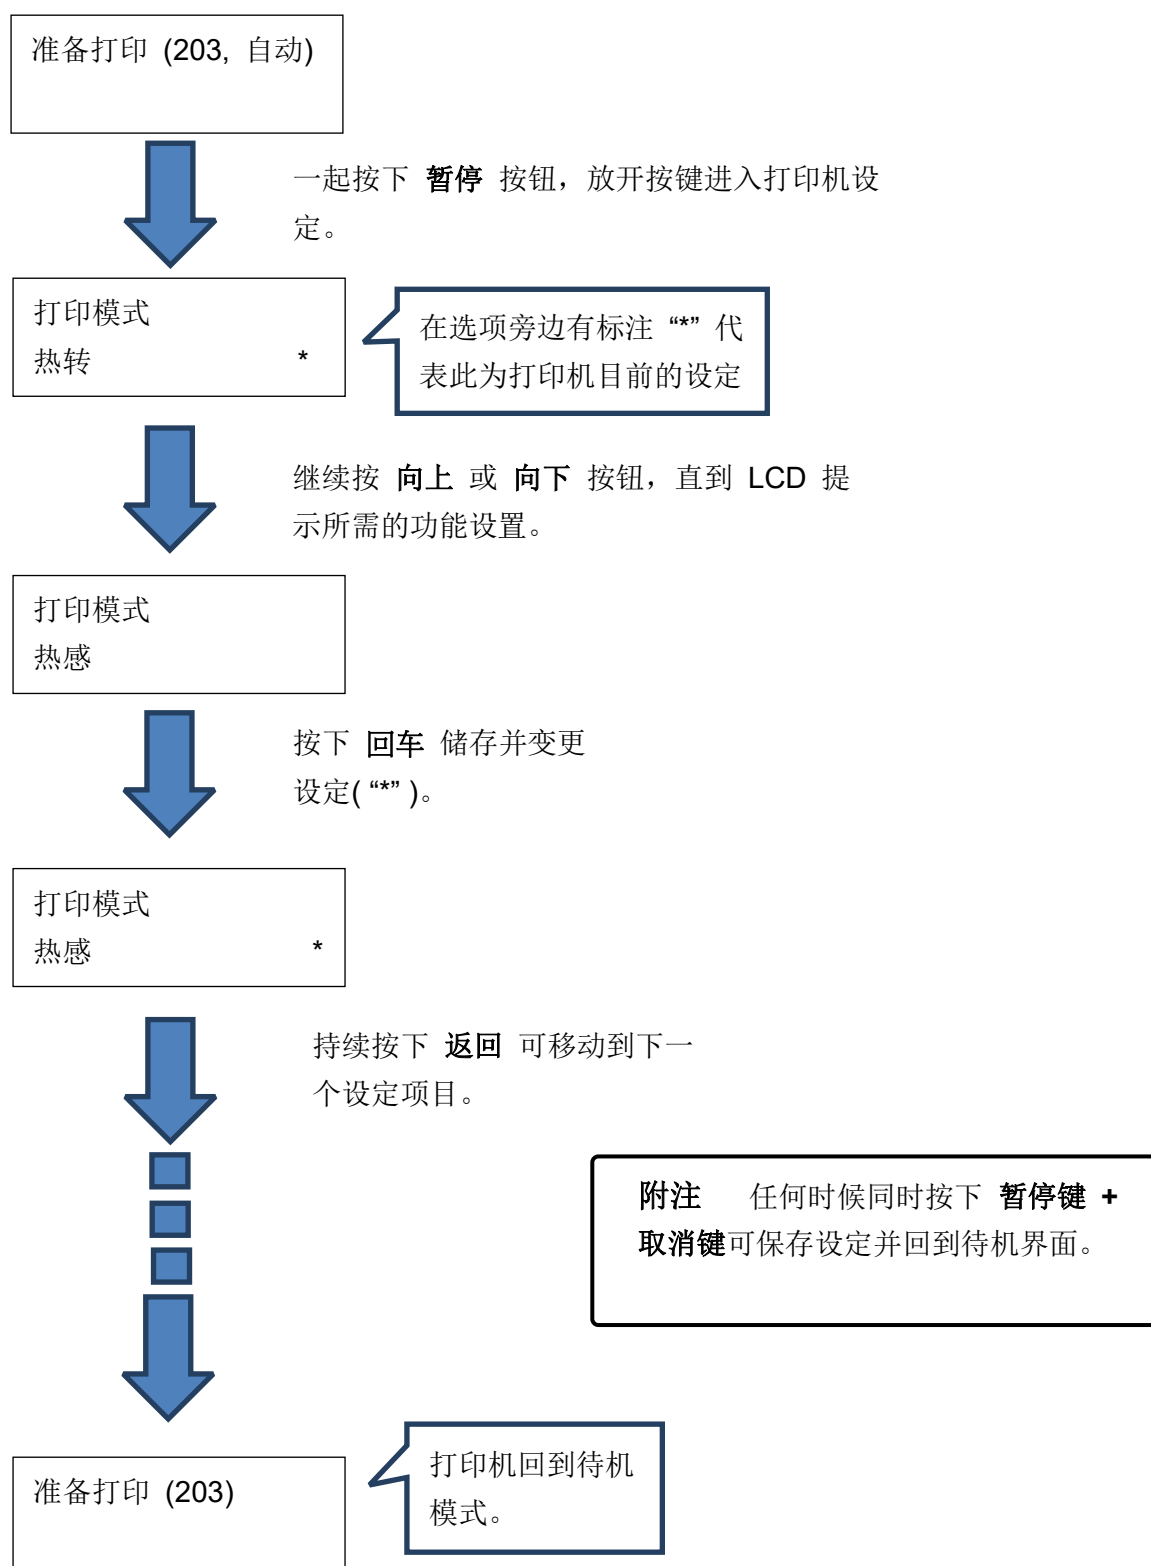 准备打印 (203, 自动)
一起按下 暂停 按钮，放开按键进入打印机设
定。
打印模式
热转 *
在选项旁边有标注 “*” 代
表此为打印机目前的设定
继续按 向上 或 向下 按钮，直到 LCD 提
示所需的功能设置。
打印模式
热感
按下 回车 储存并变更
设定( “*” )。
打印模式
热感 *
持续按下 返回 可移动到下一
个设定项目。
附注 任何时候同时按下 暂停键 +
取消键可保存设定并回到待机界面。
打印机回到待机
模式。
准备打印 (203)